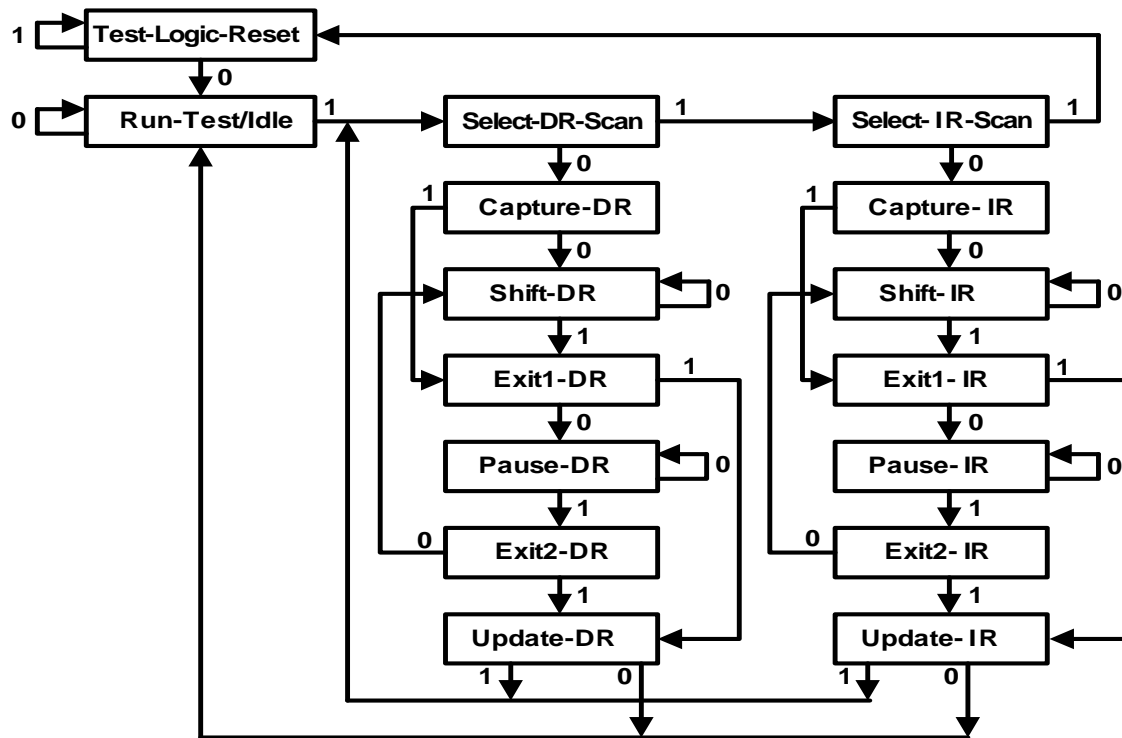 Test-Logic-Reset
1
0
Run-Test/Idle
0
1
Select-DR-Scan
1
Select- IR-Scan
1
0
0
1
Capture-DR
1
Capture- IR
0
0
Shift-DR
0
Shift- IR
0
1
1
Exit1-DR
1
Exit1- IR
1
0
0
Pause-DR
0
Pause- IR
0
1
1
0
Exit2-DR
0
Exit2- IR
1
1
Update-DR
Update- IR
1
0
1
0